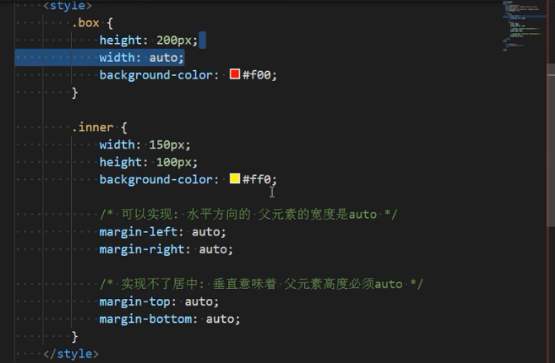 <style>
.box {
height: 200px;
width: auto;
background-color: #f00;
}
.inner {
width: 150px;
height: 100px;
background-color: #ff0;
/* 可以实现: 水平方向的 父元素的宽度是auto */
margin-left: auto;
margin-right: auto;
/* 实现不了居中: 垂直意味着 父元素高度必须auto */
margin-top: auto;
margin-bottom: auto;
}
</style>